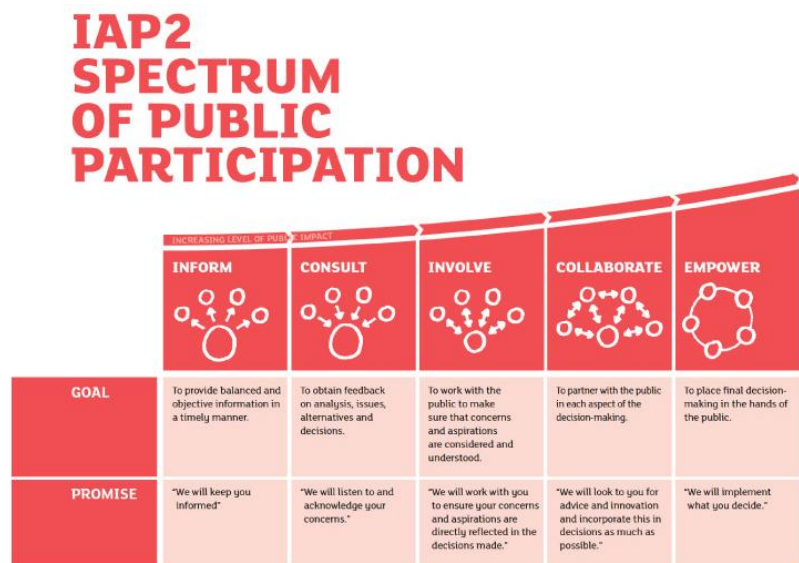 IAP2
SPECTRUM
OF PUBLIC
PARTICIPATION
INCREASING LEVEL OF PUBLIC IMPACT
INFORM
CONSULT
INVOLVE
COLLABORATE
EMPOWER
GOAL
To provide balanced and
objective information in
a timely manner.
To obtain feedback
on analysis, issues,
alternatives and
decisions.
To work with the
public to make
sure that concerns
and aspirations
are considered and
understood.
To partner with the public
in each aspect of the
decision-making.
To place final decision-
making in the hands of
the public.
PROMISE
"We will keep you
informed"
"We will listen to and
acknowledge your
concerns."
"We will work with you
to ensure your concerns
and aspirations are
directly reflected in the
decisions made."
"We will look to you for
advice and innovation
and incorporate this in
decisions as much as
possible."
"We will implement
what you decide."